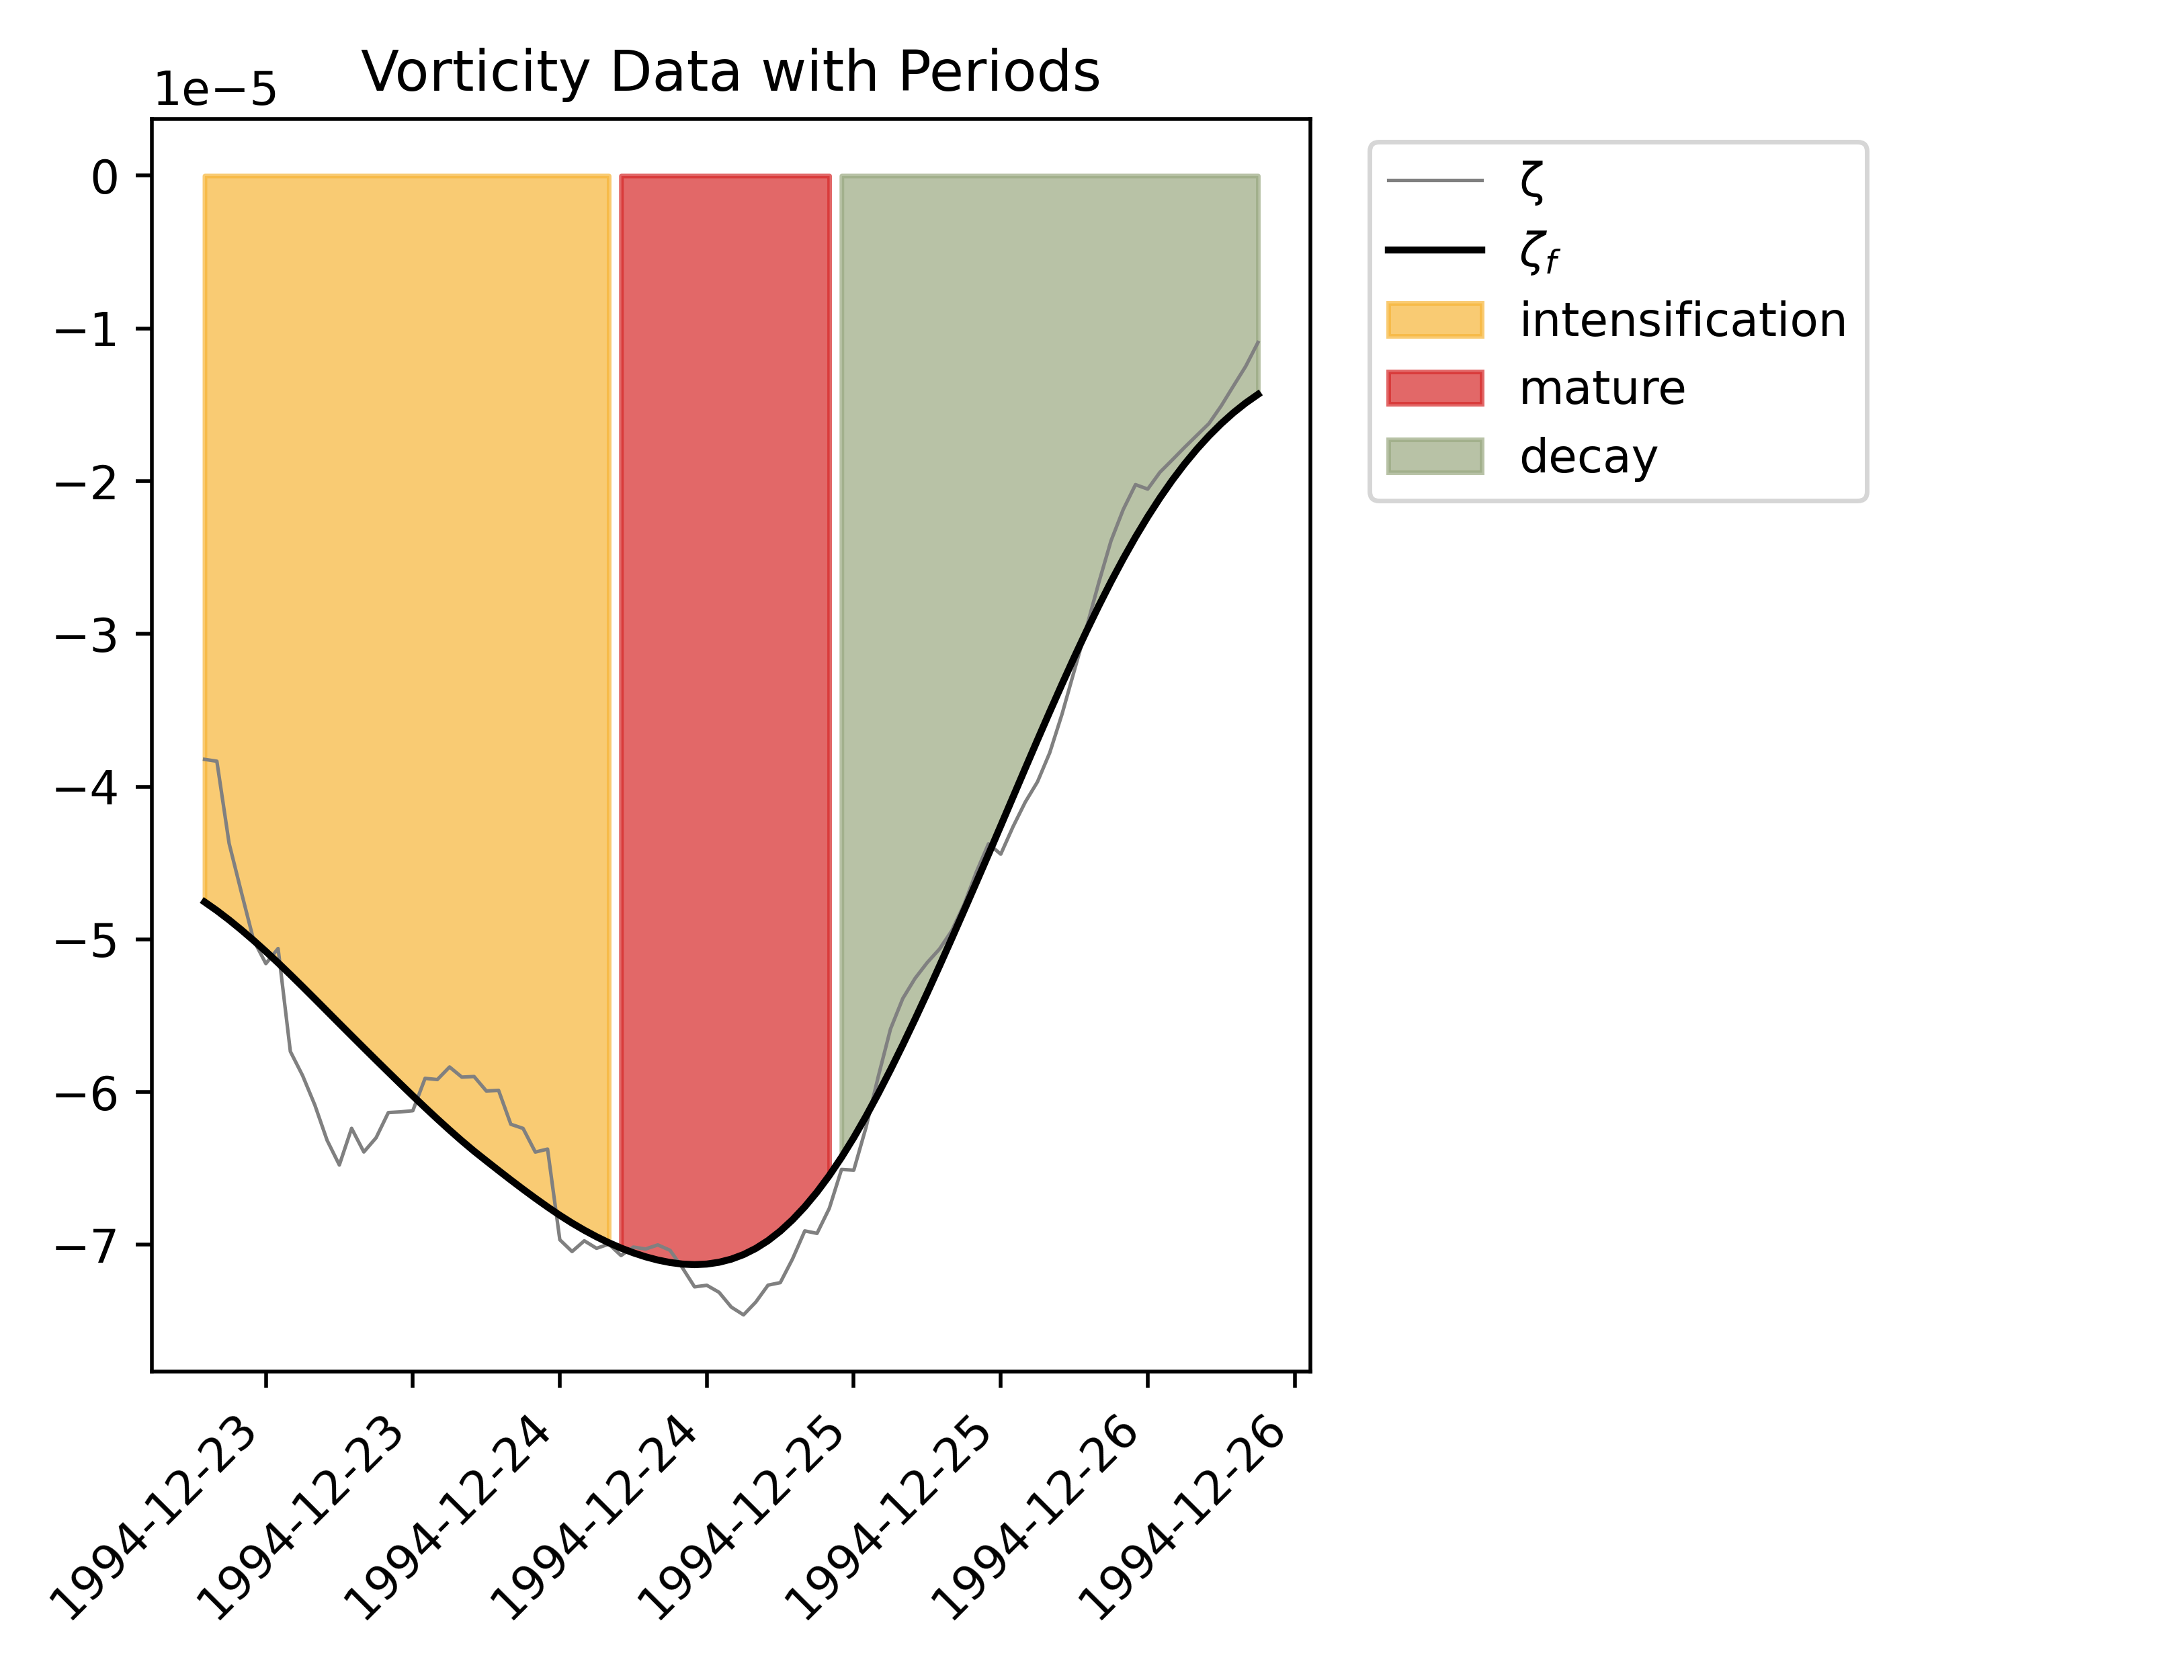 Vorticity Data with Periods
1e−5
0
−1
−2
−3
−4
−5
−6
−7
1994-12-23
1994-12-23
1994-12-24
1994-12-24
1994-12-25
1994-12-25
1994-12-26
1994-12-26
ζ
ζf
intensification
mature
decay